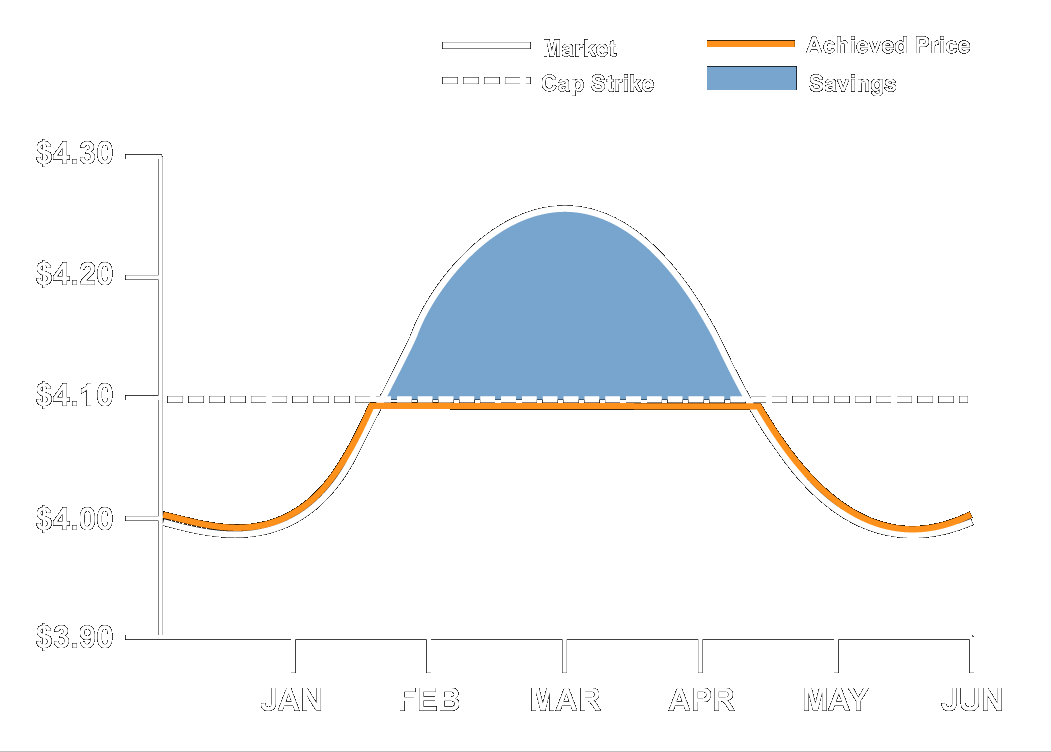 Market
Achieved Price
Cap Strike
Savings
$4.30
$4.20
$4.10
$4.00
$3.90
JAN FEB MAR APR MAY JUN